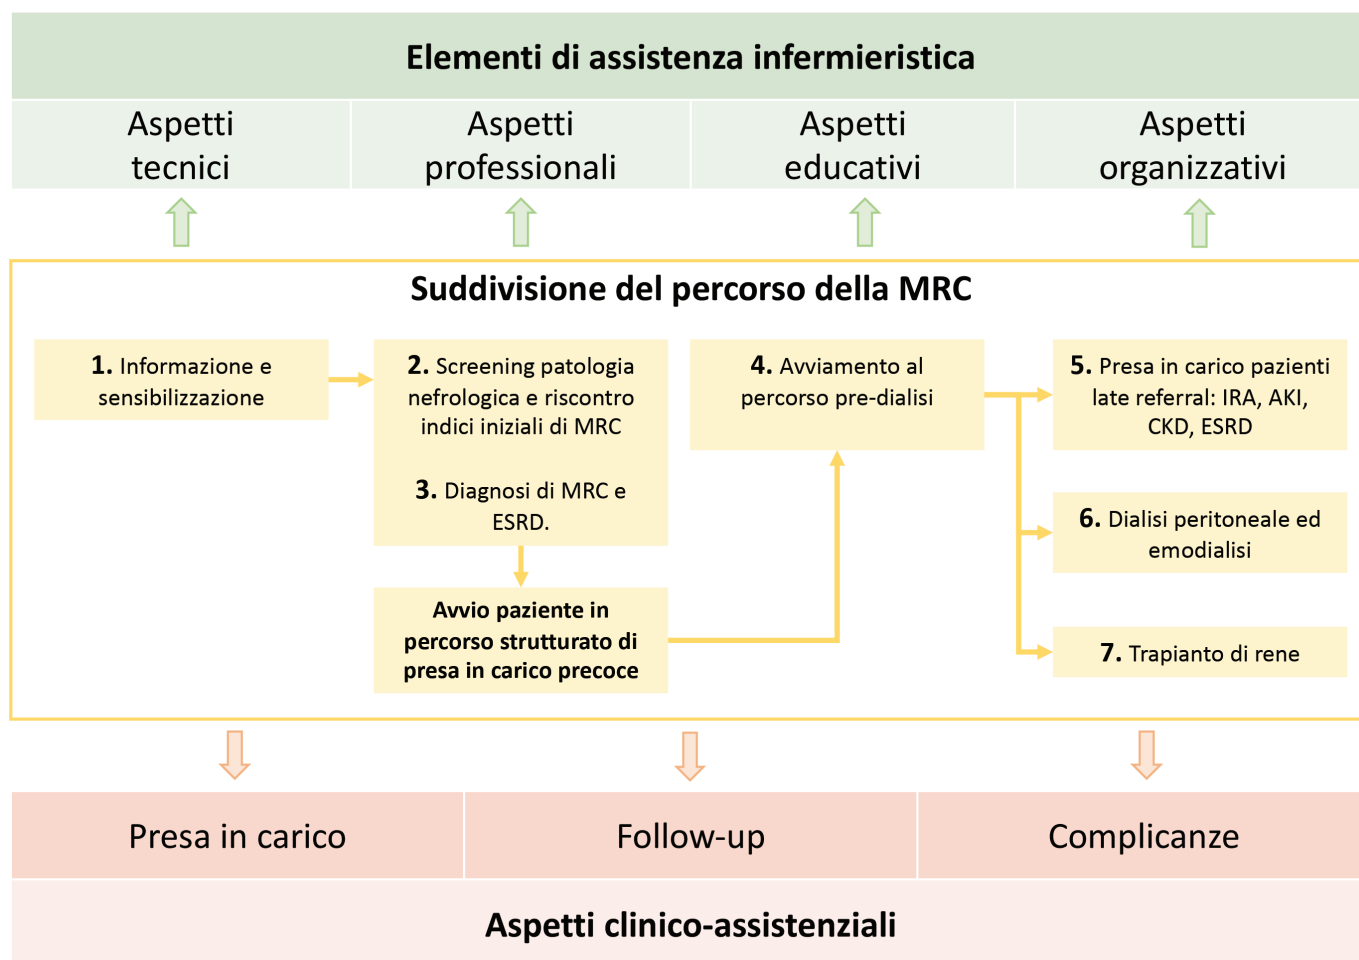 Elementi di assistenza infermieristica
Aspetti
tecnici
Aspetti
professionali
Aspetti
educativi
Aspetti
organizzativi
Suddivisione del percorso della MRC
1. Informazione e
sensibilizzazione
2. Screening patologia
nefrologica e riscontro
indici iniziali di MRC
3. Diagnosi di MRC e
ESRD.
Avvio paziente in
percorso strutturato di
presa in carico precoce
4. Avviamento al
percorso pre-dialisi
5. Presa in carico pazienti
late referral: IRA, AKI,
CKD, ESRD
6. Dialisi peritoneale ed
emodialisi
7. Trapianto di rene
Presa in carico
Follow-up
Complicanze
Aspetti clinico-assistenziali